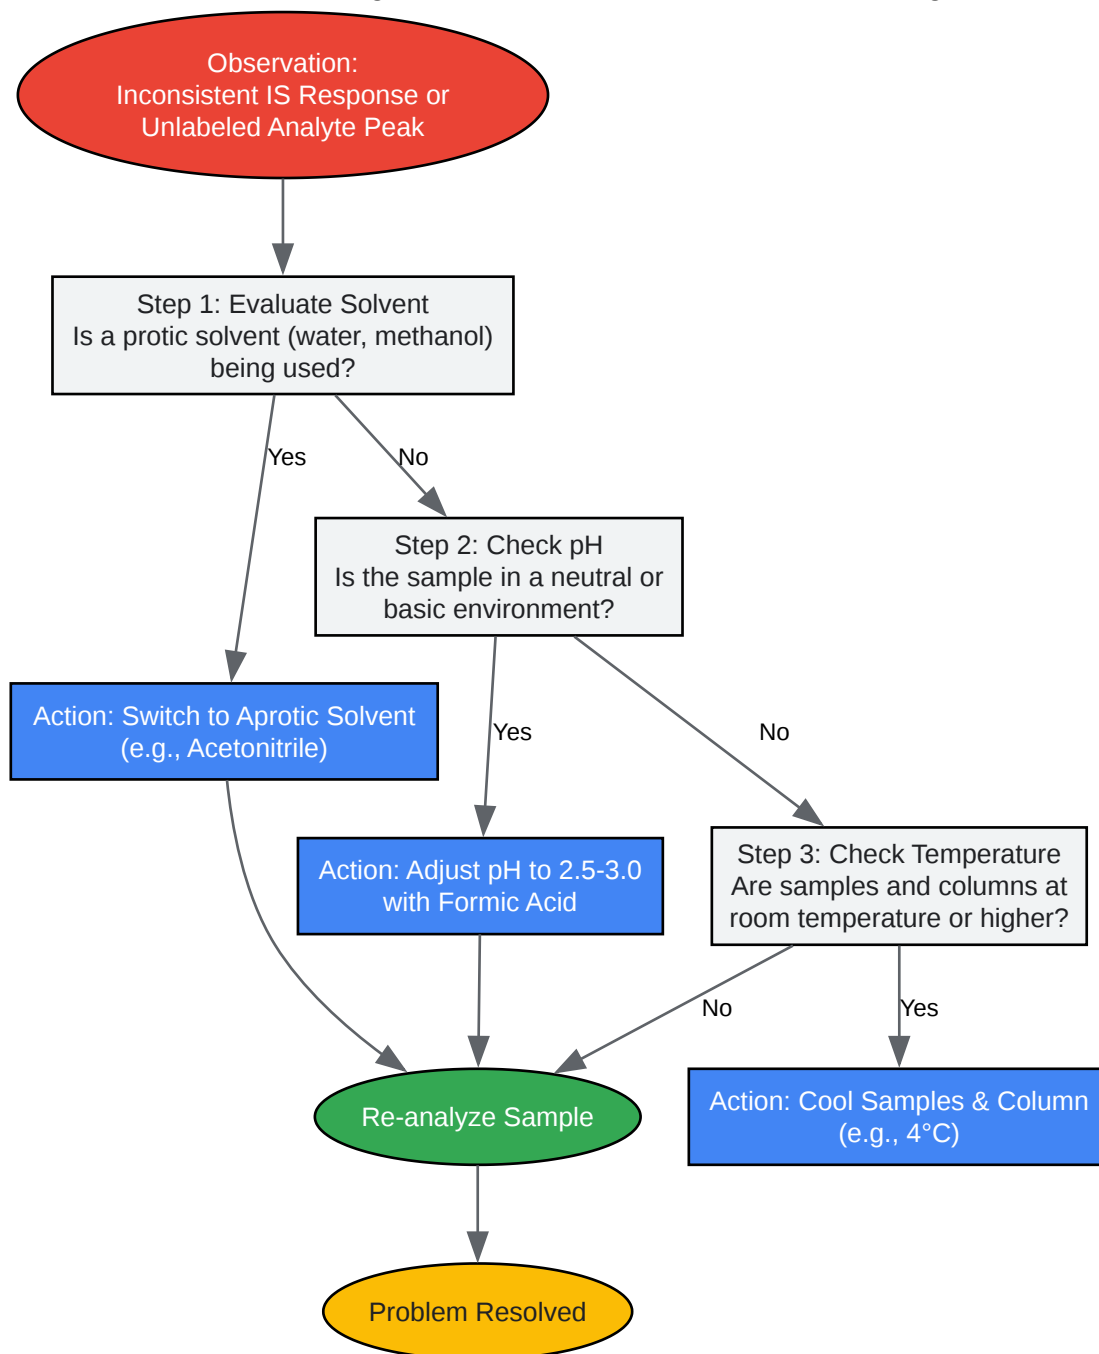 Observation:
Inconsistent IS Response or
Unlabeled Analyte Peak
Step 1: Evaluate Solvent
Is a protic solvent (water, methanol)
being used?
Yes
No
Step 2: Check pH
Is the sample in a neutral or
basic environment?
Action: Switch to Aprotic Solvent
(e.g., Acetonitrile)
Yes
No
Action: Adjust pH to 2.5-3.0
with Formic Acid
Step 3: Check Temperature
Are samples and columns at
room temperature or higher?
No
Yes
Re-analyze Sample
Action: Cool Samples & Column
(e.g., 4°C)
Problem Resolved